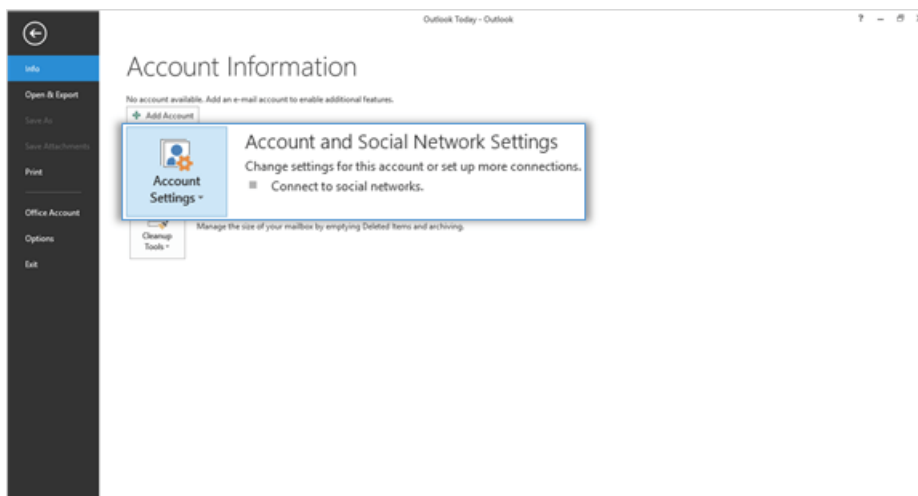 Outlook Today - Outlook
?
Info
Open & Export
Save As
Save Attachments
Print
Office Account
Options
Exit
Account Information
No account available. Add an e-mail account to enable additional features.
Add Account
Account
Settings
Account and Social Network Settings
Change settings for this account or set up more connections.
Connect to social networks.
Cleanup
Tools
Manage the size of your mailbox by emptying Deleted Items and archiving.